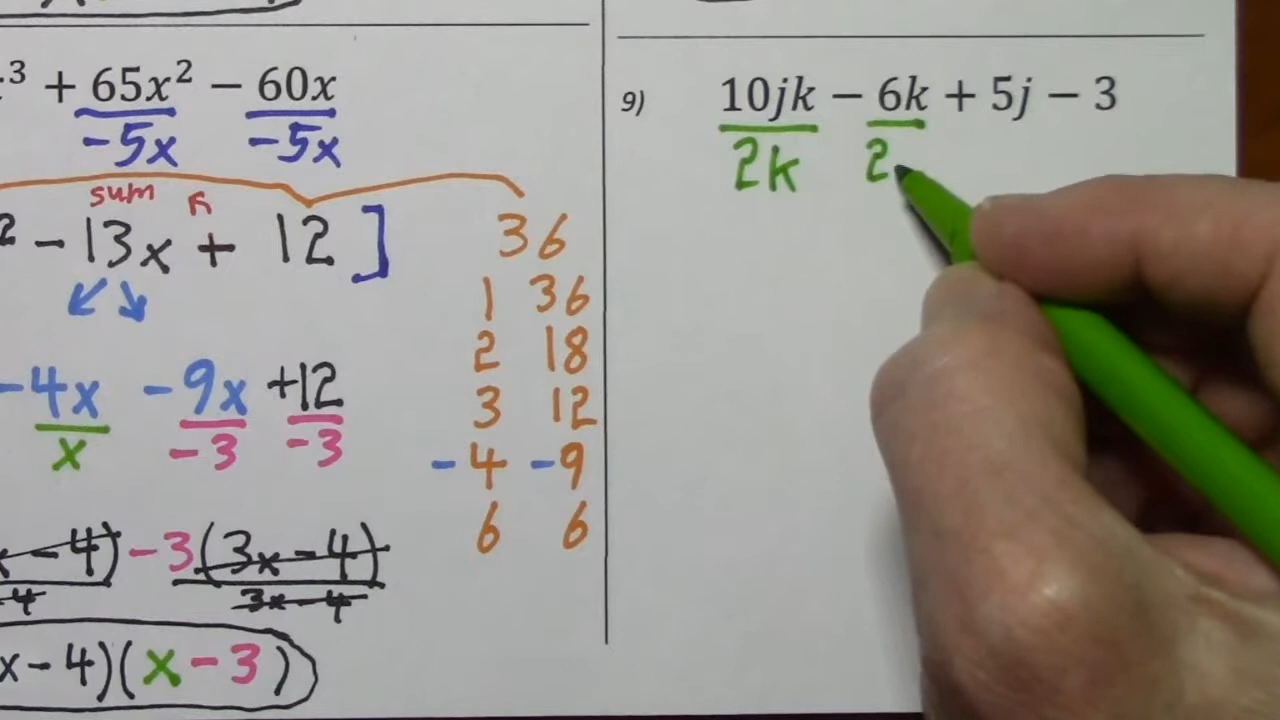 ³ + 65x² − 60x
−5x −5x
sum
² − 13x + 12 ]
36
1 36
2 18
3 12
−4 −9
6 6
−4x −9x +12
x −3 −3
− 4) −3(3x − 4)
4 3x − 4
x − 4)(x − 3)
9) 10jk − 6k + 5j − 3
2k 2